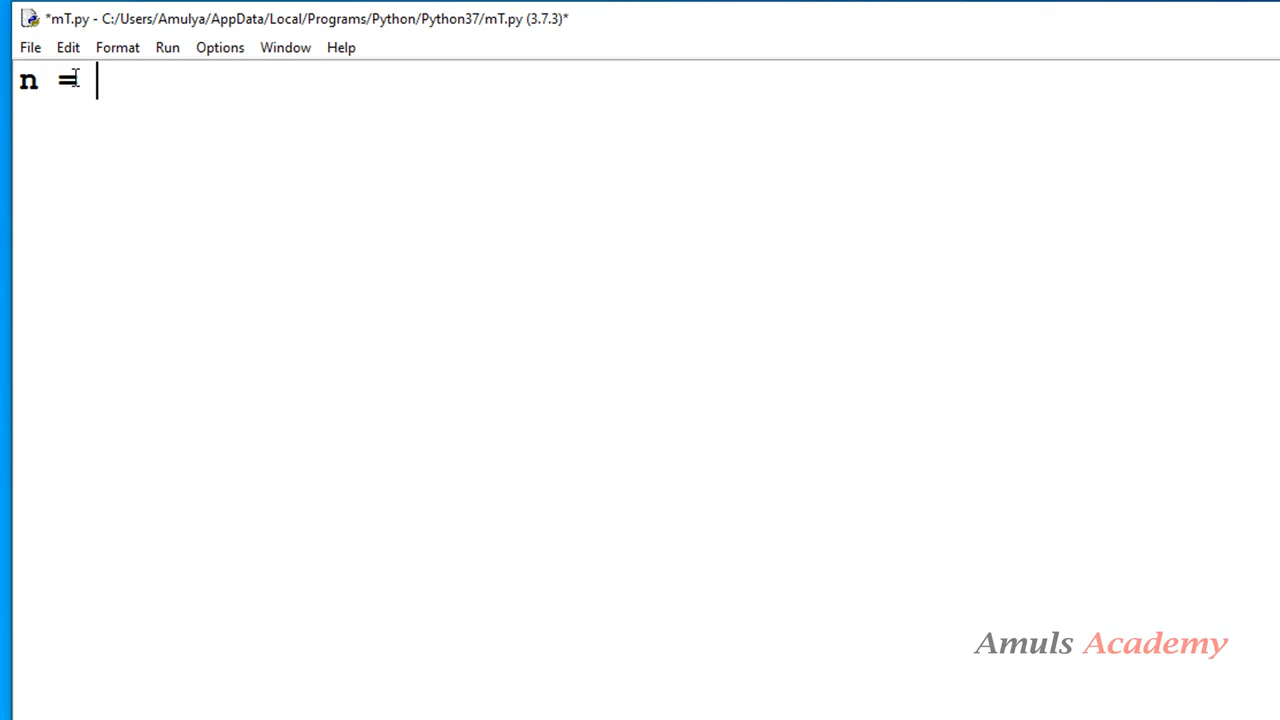 *mT.py - C:/Users/Amulya/AppData/Local/Programs/Python/Python37/mT.py (3.7.3)*
File Edit Format Run Options Window Help
n =
Amuls Academy